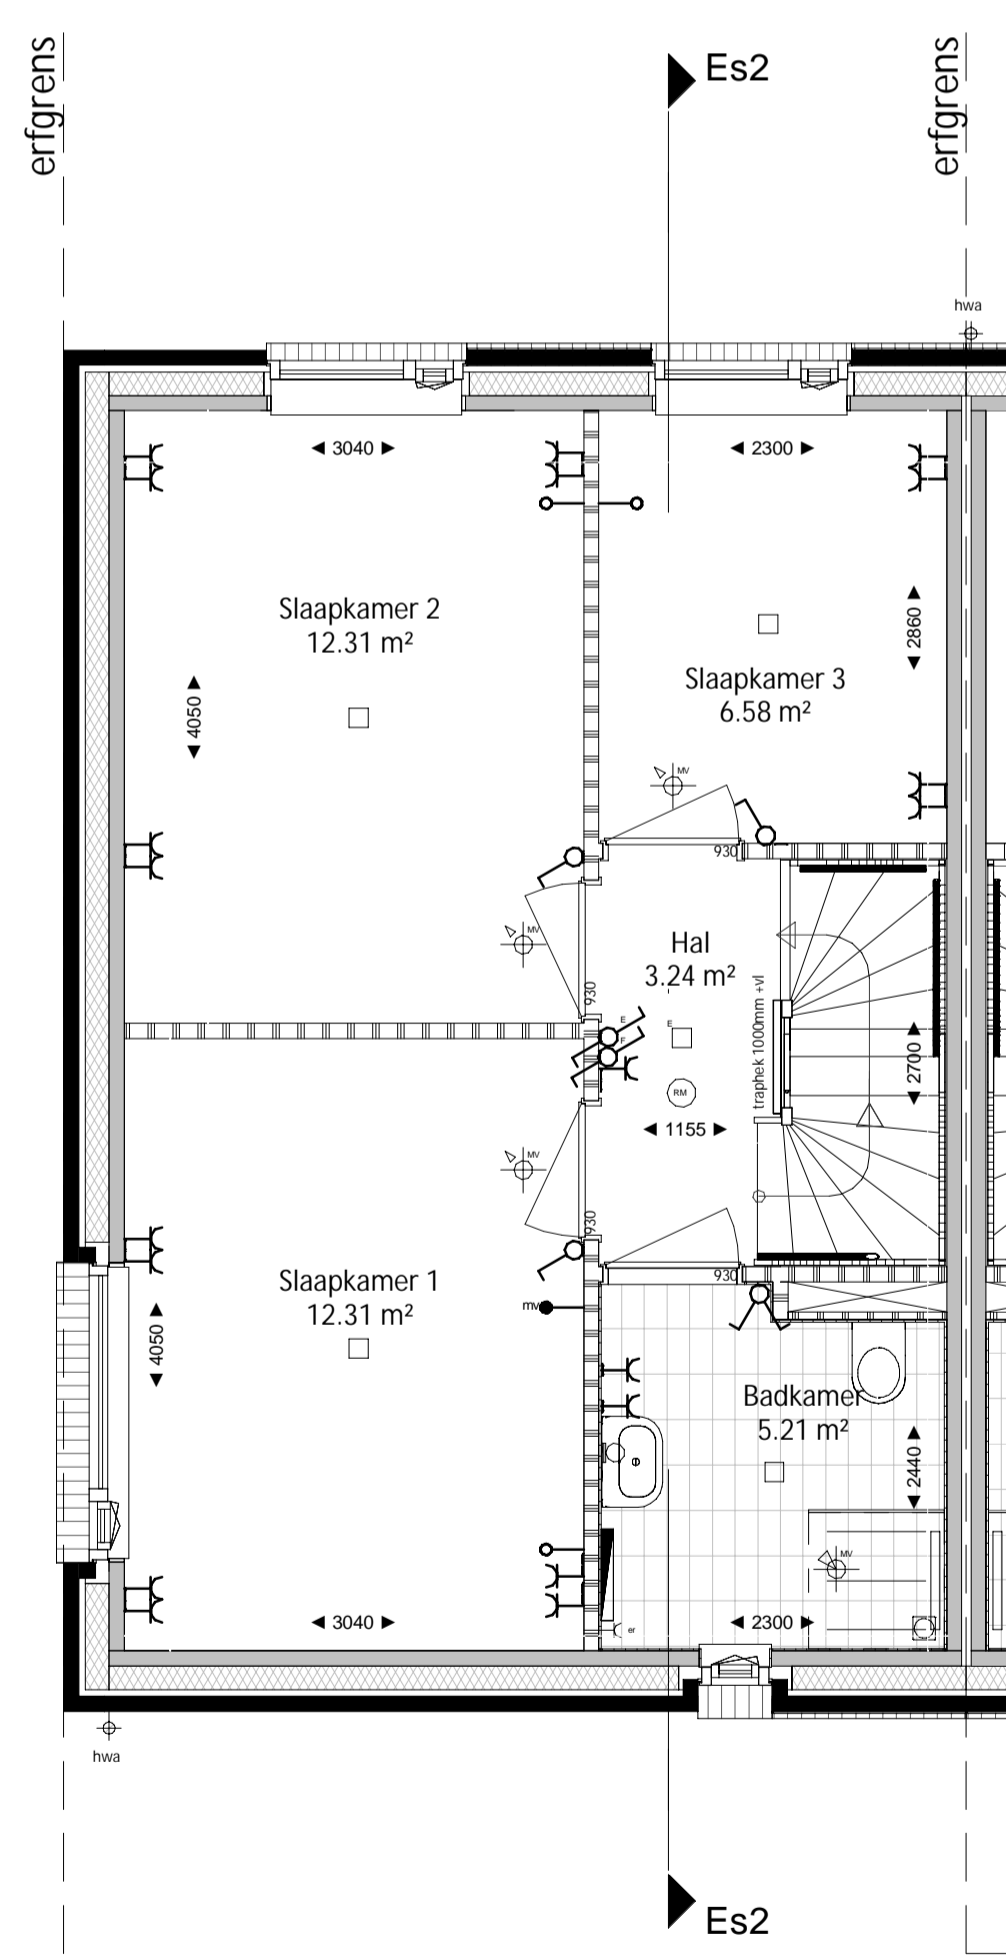 erfgrens
Es2
erfgrens
hwa
3040
2300
Slaapkamer 2
12.31 m²
2860
4050
Slaapkamer 3
6.58 m²
MV
930
MV
Hal
3.24 m²
930
traphek 1000mm +vl
E
E
F
2700
RM
1155
MV
930
930
Slaapkamer 1
12.31 m²
mv
4050
Badkamer
5.21 m²
2440
MV
3040
2300
er
hwa
Es2